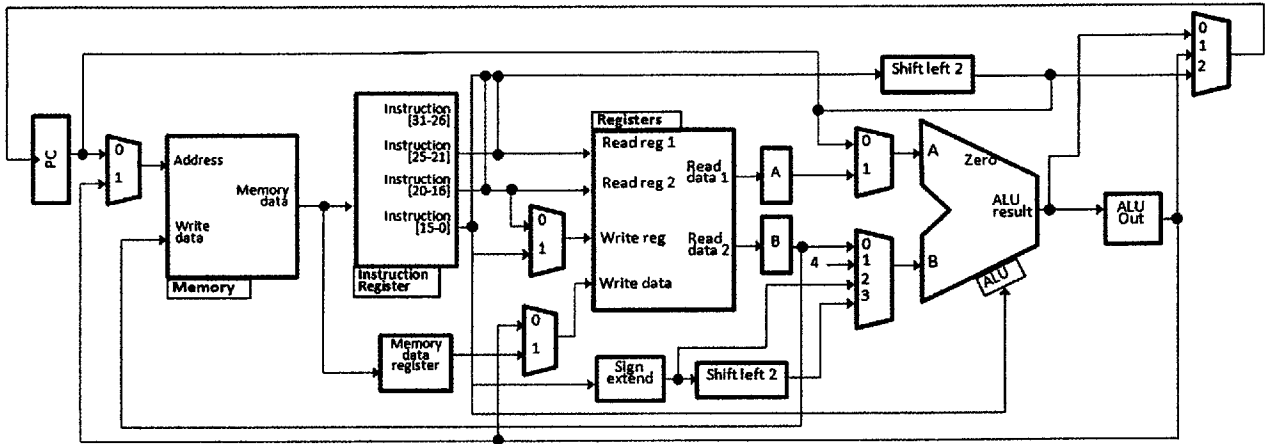 PC
0
1
Address
Memory
data
Write
data
Memory
Instruction
[31-26]
Instruction
[25-21]
Instruction
[20-16]
Instruction
[15-0]
Instruction
Register
Memory
data
register
0
1
0
1
Registers
Read reg 1
Read reg 2
Write reg
Write data
Read
data 1
Read
data 2
A
B
4
Sign
extend
Shift left 2
Shift left 2
0
1
0
1
2
3
A
B
Zero
ALU
result
ALU
ALU
Out
0
1
2